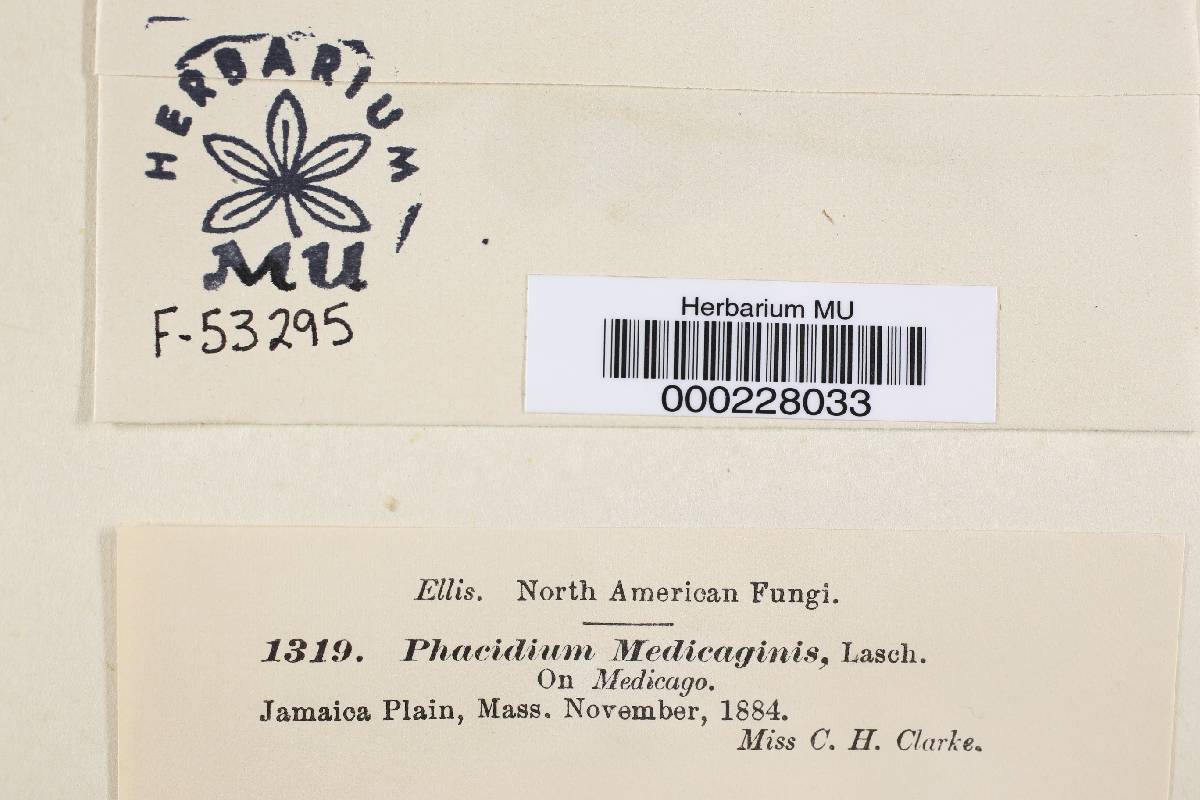 HERBARIUM
MU
F-53295
Herbarium MU
000228033
Ellis. North American Fungi.
1319. Phacidium Medicaginis, Lasch.
On Medicago.
Jamaica Plain, Mass. November, 1884.
Miss C. H. Clarke.